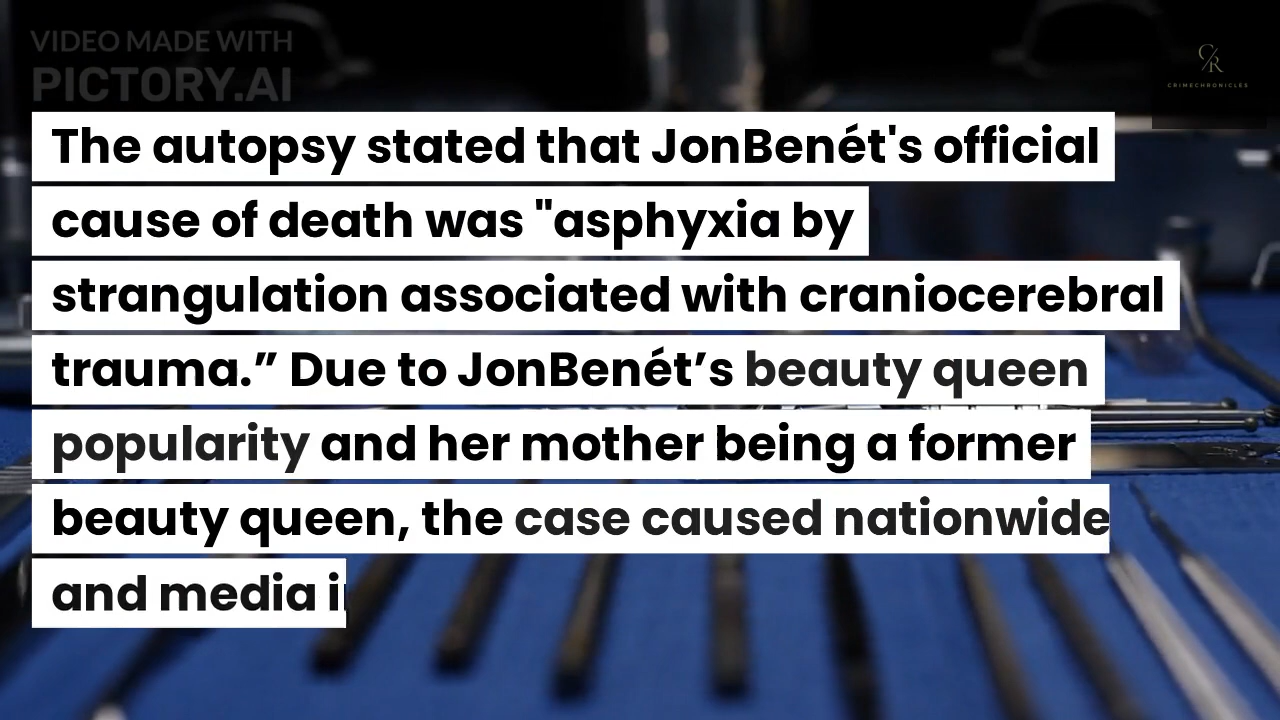 VIDEO MADE WITH
PICTORY.AI
CR
CRIMECHRONICLES
The autopsy stated that JonBenét's official
cause of death was "asphyxia by
strangulation associated with craniocerebral
trauma.” Due to JonBenét’s beauty queen
popularity and her mother being a former
beauty queen, the case caused nationwide
and media i